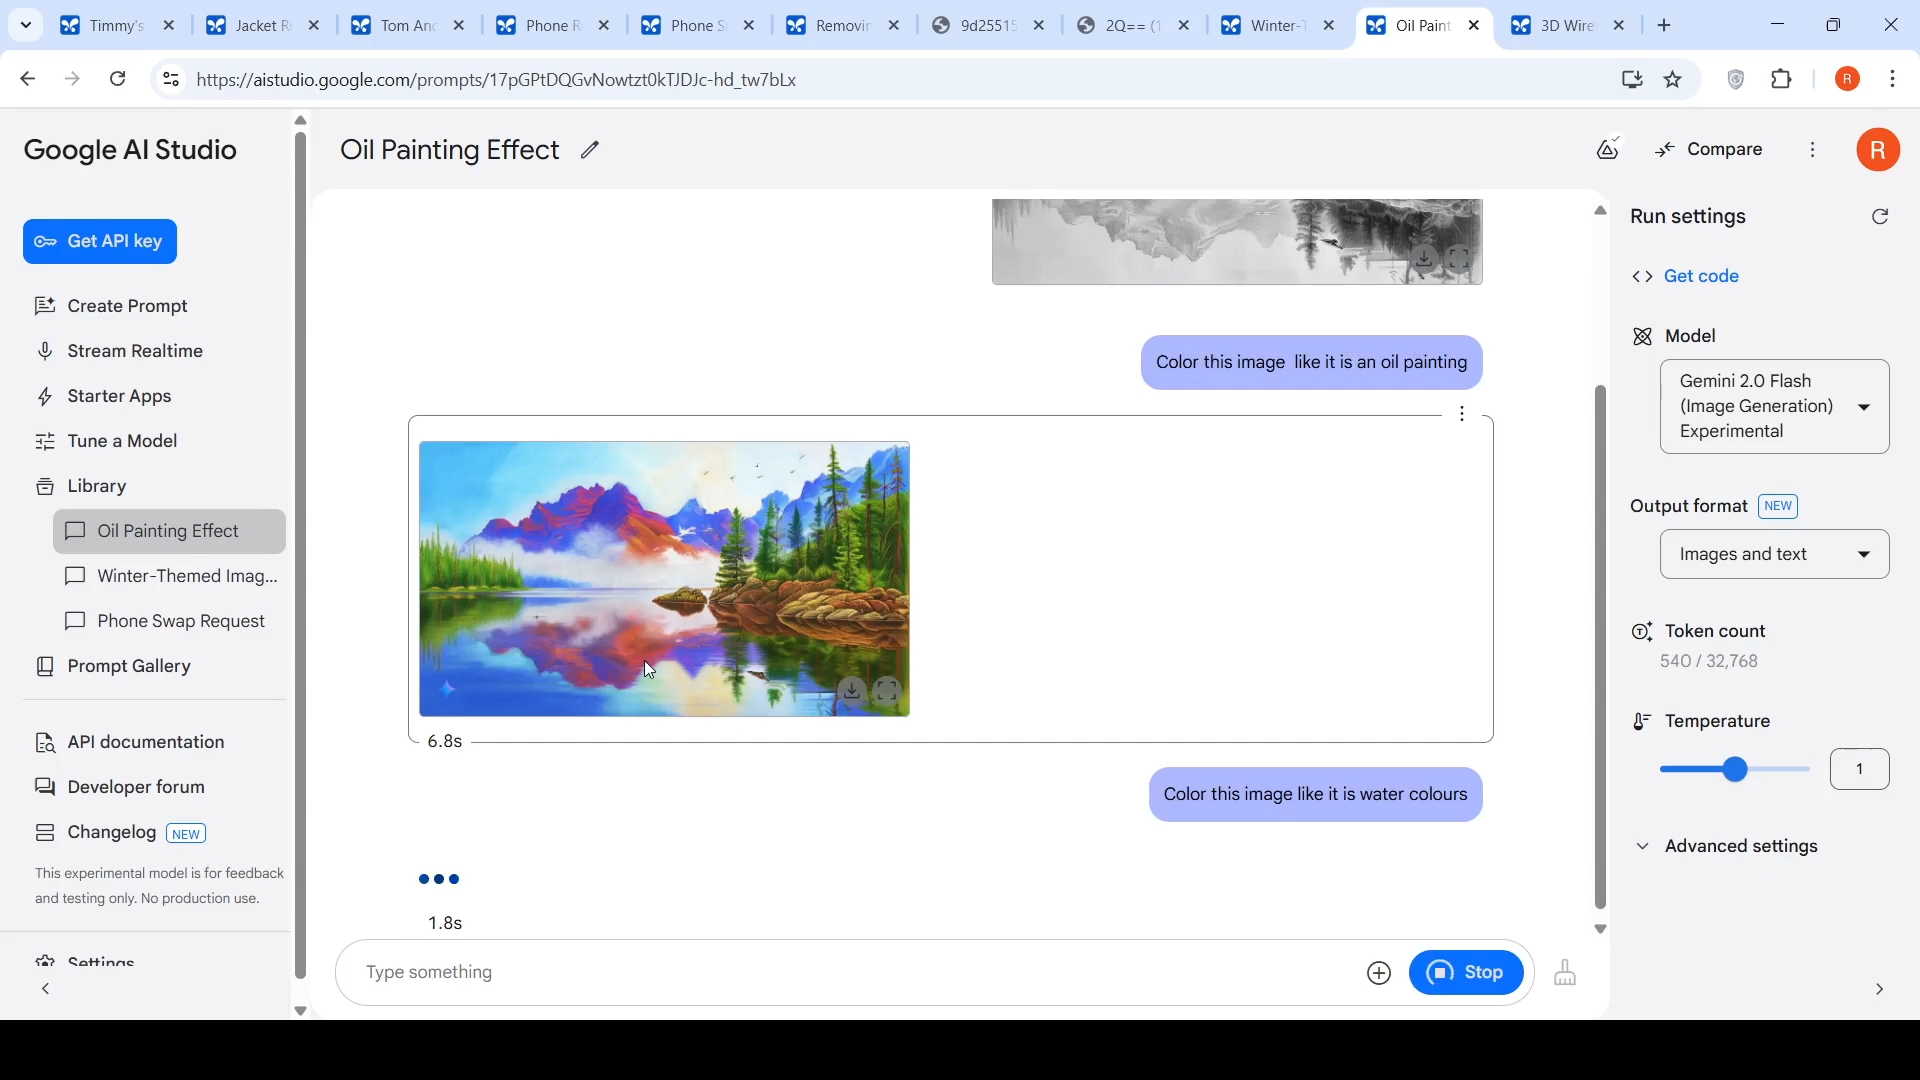 Timmy's
Jacket R
Tom And
Phone R
Phone S
Removin
9d25515
2Q== (1
Winter-T
Oil Paint
3D Wire
https://aistudio.google.com/prompts/17pGPtDQGvNowtzt0kTJDJc-hd_tw7bLx
R
Google AI Studio
Oil Painting Effect
Compare
R
Get API key
Create Prompt
Stream Realtime
Starter Apps
Tune a Model
Library
Oil Painting Effect
Winter-Themed Imag...
Phone Swap Request
Prompt Gallery
API documentation
Developer forum
Changelog NEW
This experimental model is for feedback
and testing only. No production use.
Settings
Color this image like it is an oil painting
6.8s
Color this image like it is water colours
1.8s
Type something
Stop
Run settings
Get code
Model
Gemini 2.0 Flash
(Image Generation)
Experimental
Output format NEW
Images and text
Token count
540 / 32,768
Temperature
1
Advanced settings